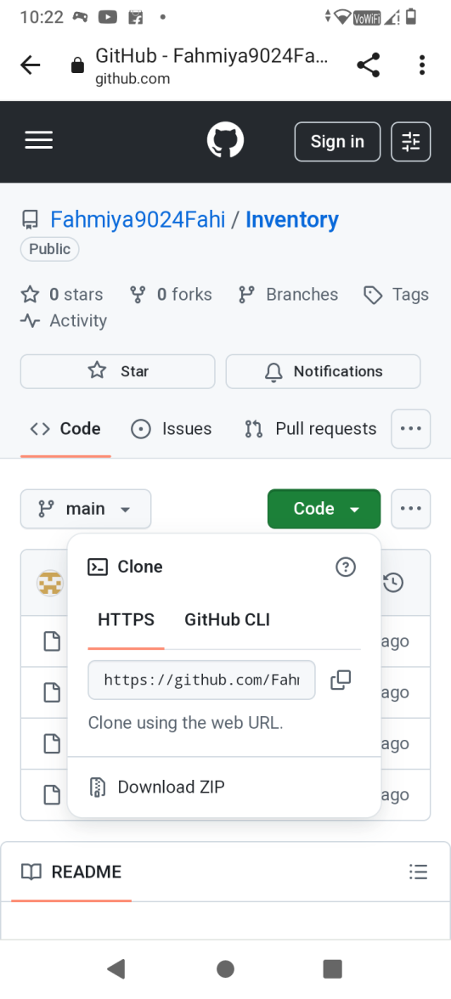 10:22 VoWiFi
GitHub - Fahmiya9024Fa...
github.com
Sign in
Fahmiya9024Fahi / Inventory
Public
0 stars 0 forks Branches Tags
Activity
Star Notifications
Code Issues Pull requests
main Code
Clone
HTTPS GitHub CLI
ago
https://github.com/Fahm
ago
Clone using the web URL.
ago
Download ZIP
ago
README